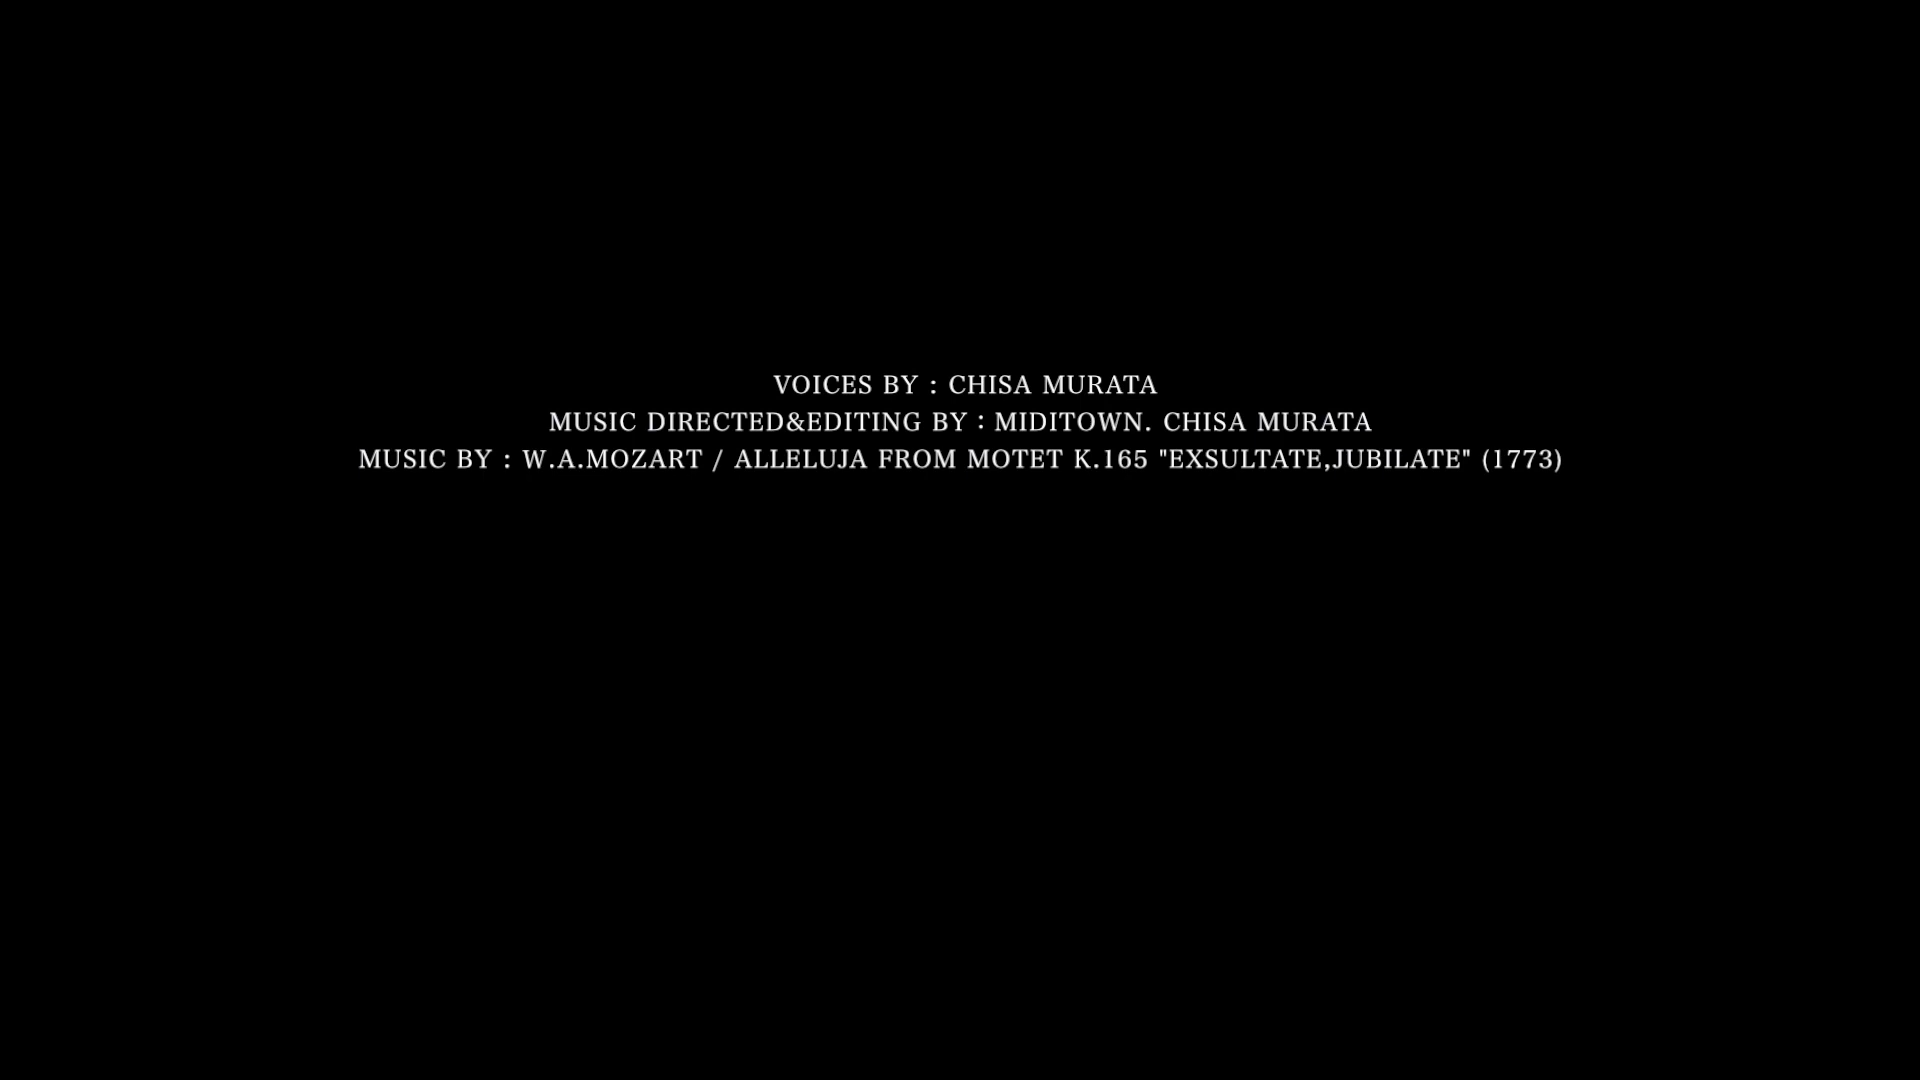 VOICES BY : CHISA MURATA
MUSIC DIRECTED&EDITING BY : MIDITOWN. CHISA MURATA
MUSIC BY : W.A.MOZART / ALLELUJA FROM MOTET K.165 "EXSULTATE,JUBILATE" (1773)